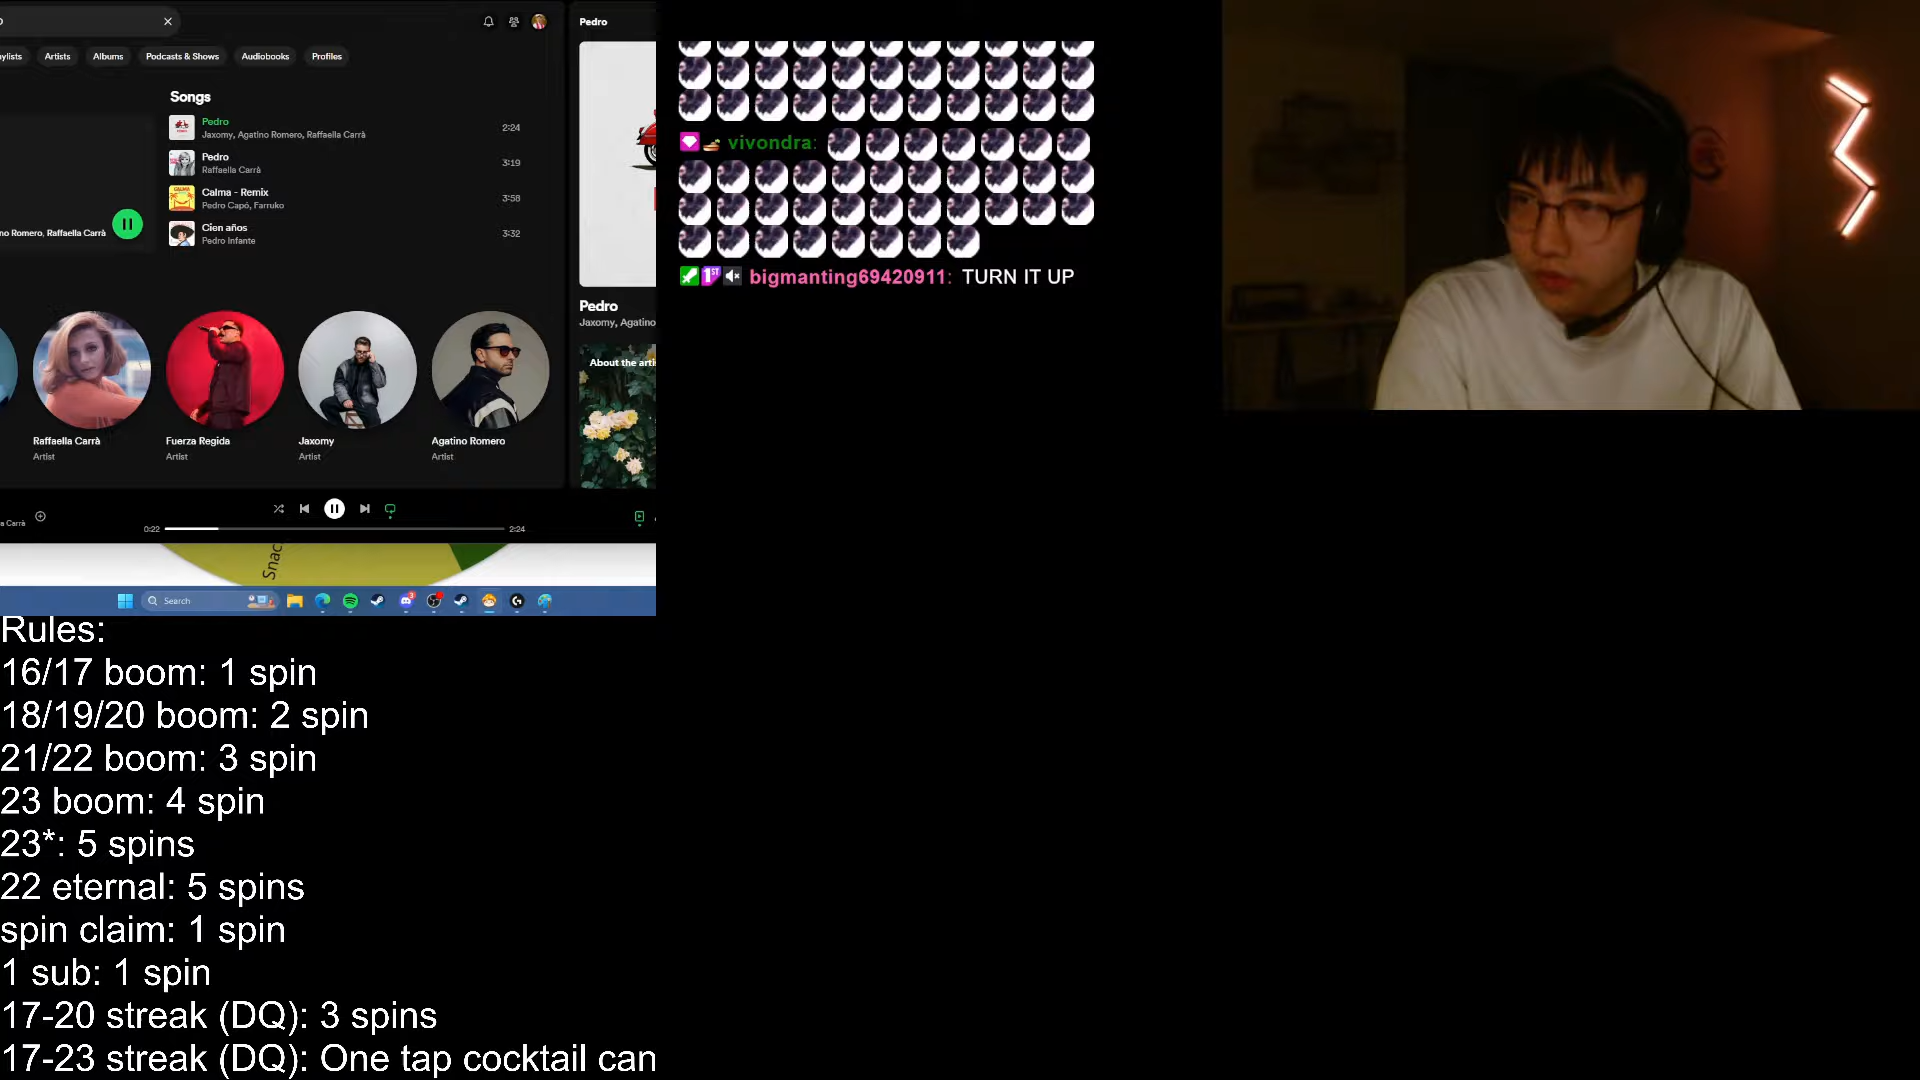 Pedro
ylists
Artists
Albums
Podcasts & Shows
Audiobooks
Profiles
Songs
Pedro
Jaxomy, Agatino Romero, Raffaella Carrà
2:24
Pedro
Raffaella Carrà
3:19
Calma - Remix
Pedro Capó, Farruko
3:58
Cien años
Pedro Infante
3:32
no Romero, Raffaella Carrà
Raffaella Carrà
Artist
Fuerza Regida
Artist
Jaxomy
Artist
Agatino Romero
Artist
Pedro
Jaxomy, Agatino
About the arti
a Carrà
0:22
2:24
Snac
Search
vivondra:
1ST bigmanting69420911: TURN IT UP
Rules:
16/17 boom: 1 spin
18/19/20 boom: 2 spin
21/22 boom: 3 spin
23 boom: 4 spin
23*: 5 spins
22 eternal: 5 spins
spin claim: 1 spin
1 sub: 1 spin
17-20 streak (DQ): 3 spins
17-23 streak (DQ): One tap cocktail can